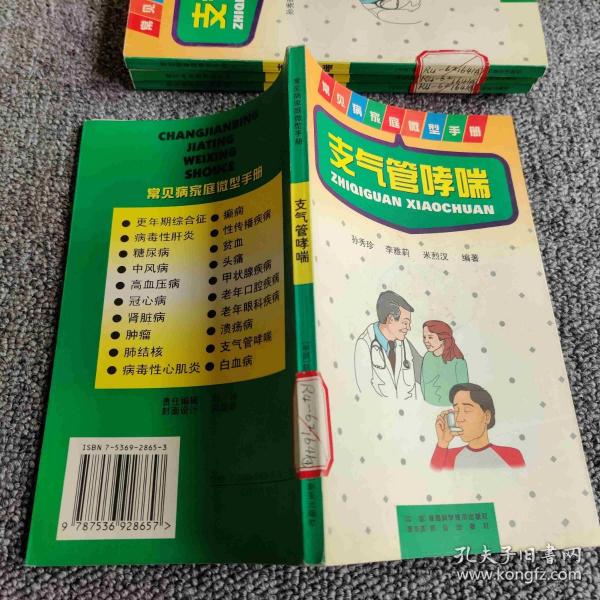 常见病家庭微型手册
支气管哮喘
ZHIQIGUAN XIAOCHUAN
孙秀珍 李雅莉 米烈汉 编著
常见病家庭微型手册
支气管哮喘
R4-6
CHANGJIANBING
JIATING
WEIXING
SHOUCE
常见病家庭微型手册
更年期综合征
病毒性肝炎
糖尿病
中风病
高血压病
冠心病
肾脏病
肿瘤
肺结核
病毒性心肌炎
癫痫
性传播疾病
贫血
头痛
甲状腺疾病
老年口腔疾病
老年眼科疾病
溃疡病
支气管哮喘
白血病
责任编辑
封面设计
ISBN 7-5369-2865-3
9 787536 928657 >
孔夫子旧书网
www.kongfz.com